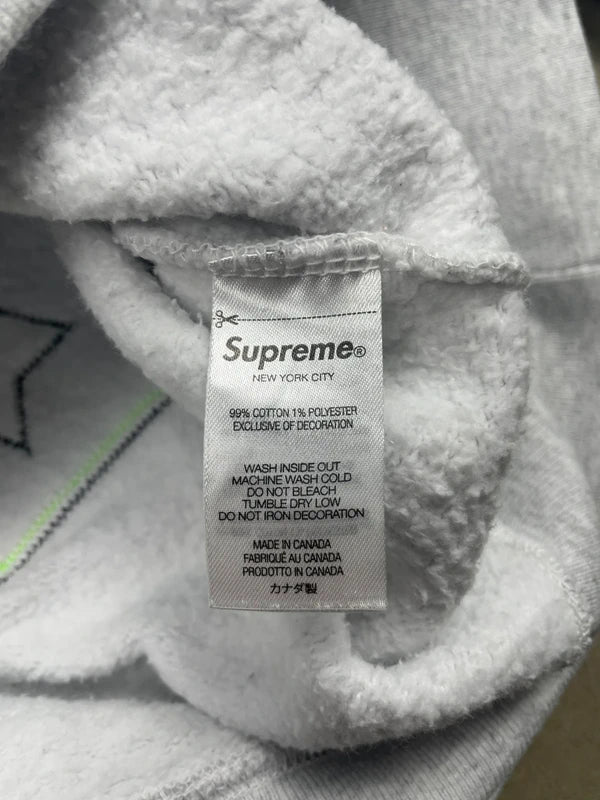 Supreme®
NEW YORK CITY
99% COTTON 1% POLYESTER
EXCLUSIVE OF DECORATION
WASH INSIDE OUT
MACHINE WASH COLD
DO NOT BLEACH
TUMBLE DRY LOW
DO NOT IRON DECORATION
MADE IN CANADA
FABRIQUÉ AU CANADA
PRODOTTO IN CANADA
カナダ製